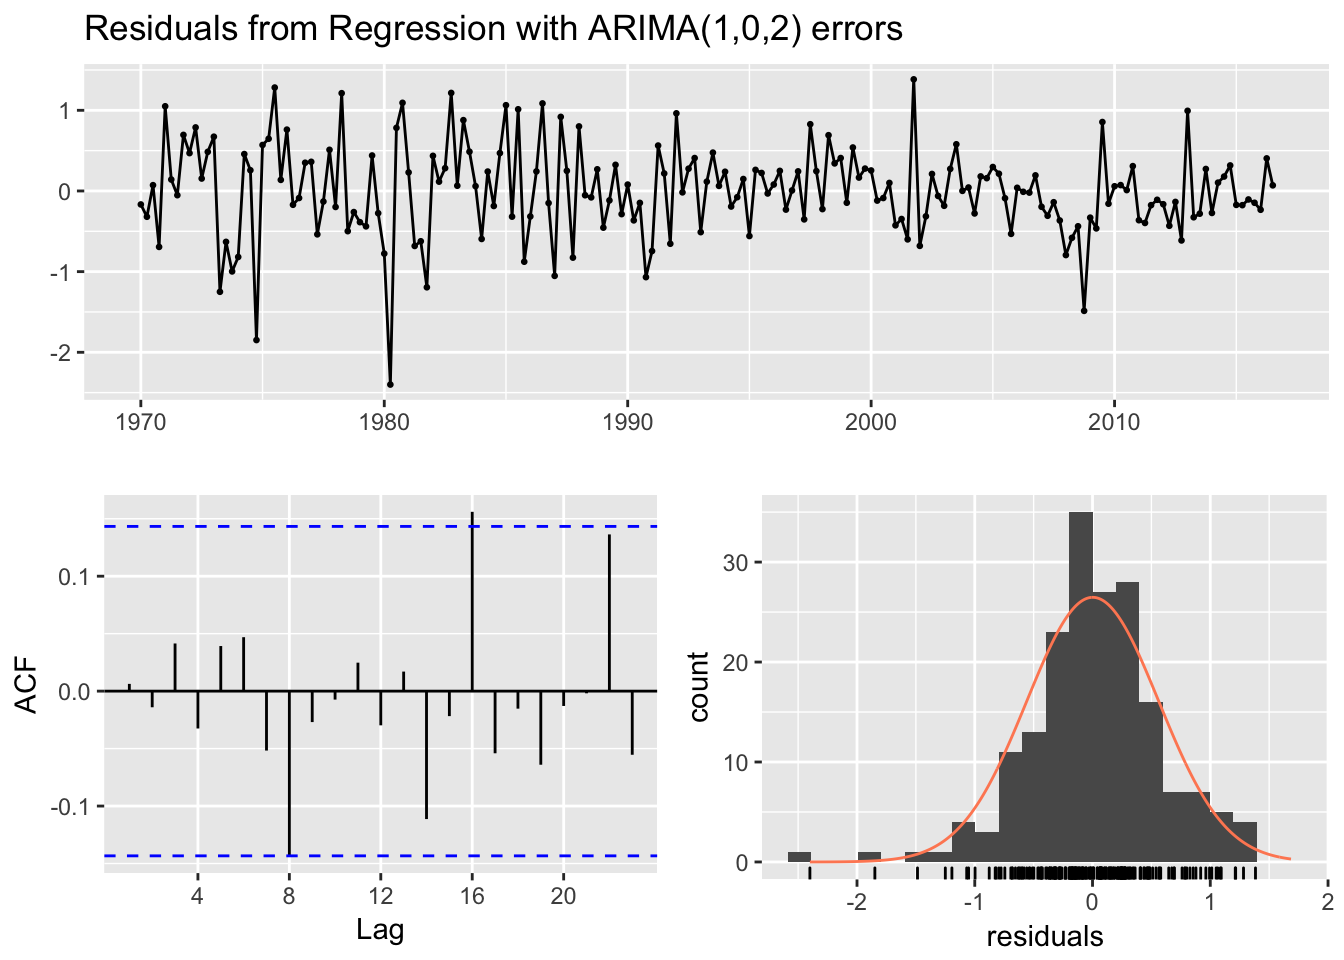 Residuals from Regression with ARIMA(1,0,2) errors
1
0
-1
-2
1970 1980 1990 2000 2010
ACF
0.1
0.0
-0.1
4 8 12 16 20
Lag
count
30
20
10
0
-2 -1 0 1 2
residuals